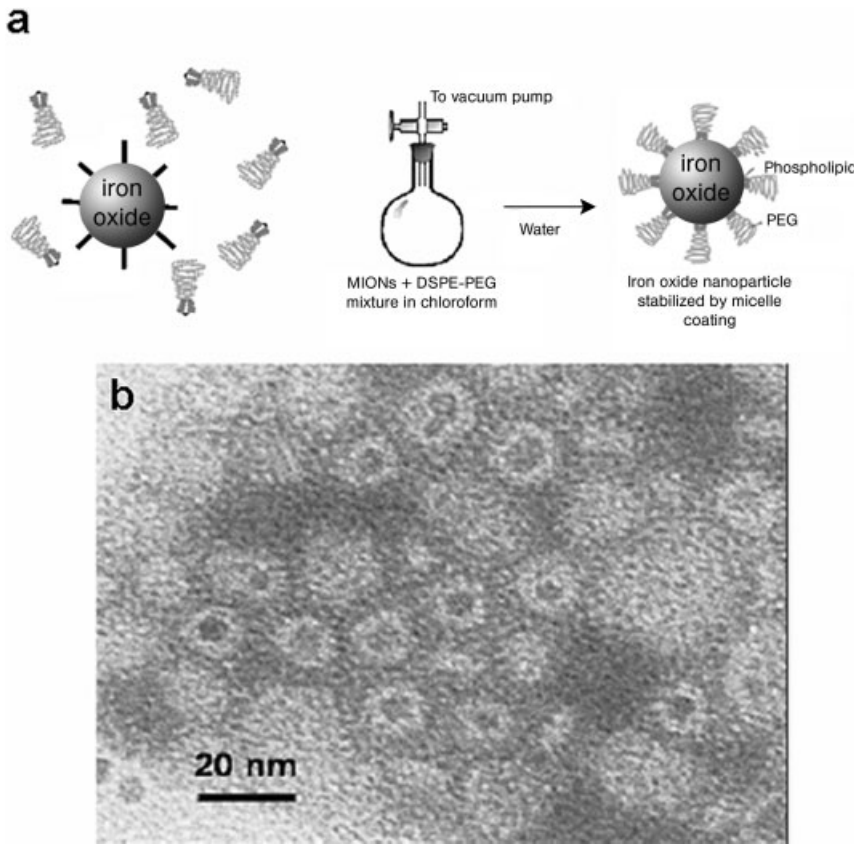 a
iron
oxide
To vacuum pump
MIONs + DSPE-PEG
mixture in chloroform
Water
iron
oxide
Phospholipid
PEG
Iron oxide nanoparticle
stabilized by micelle
coating
b
20 nm